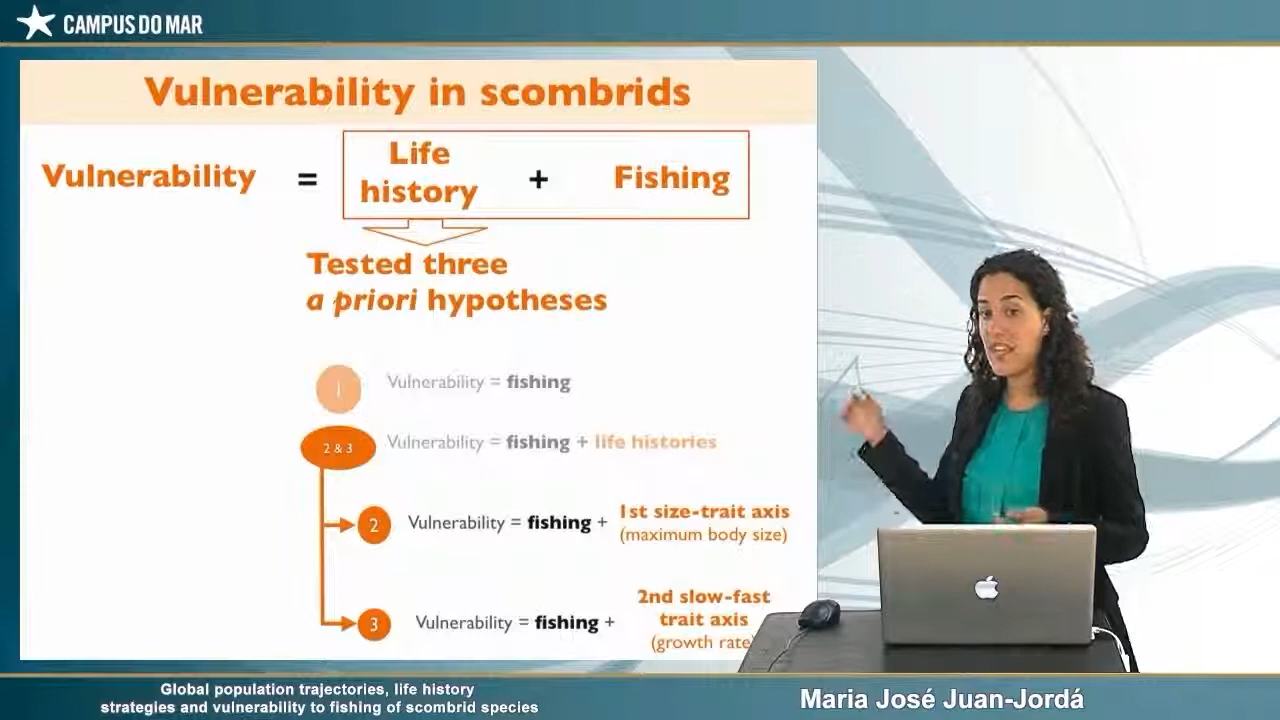 CAMPUS DO MAR
Vulnerability in scombrids
Vulnerability = Life history + Fishing
Tested three
a priori hypotheses
1 Vulnerability = fishing
2 & 3 Vulnerability = fishing + life histories
2 Vulnerability = fishing + 1st size-trait axis
(maximum body size)
3 Vulnerability = fishing + 2nd slow-fast
trait axis
(growth rate)
Global population trajectories, life history
strategies and vulnerability to fishing of scombrid species
Maria José Juan-Jordá